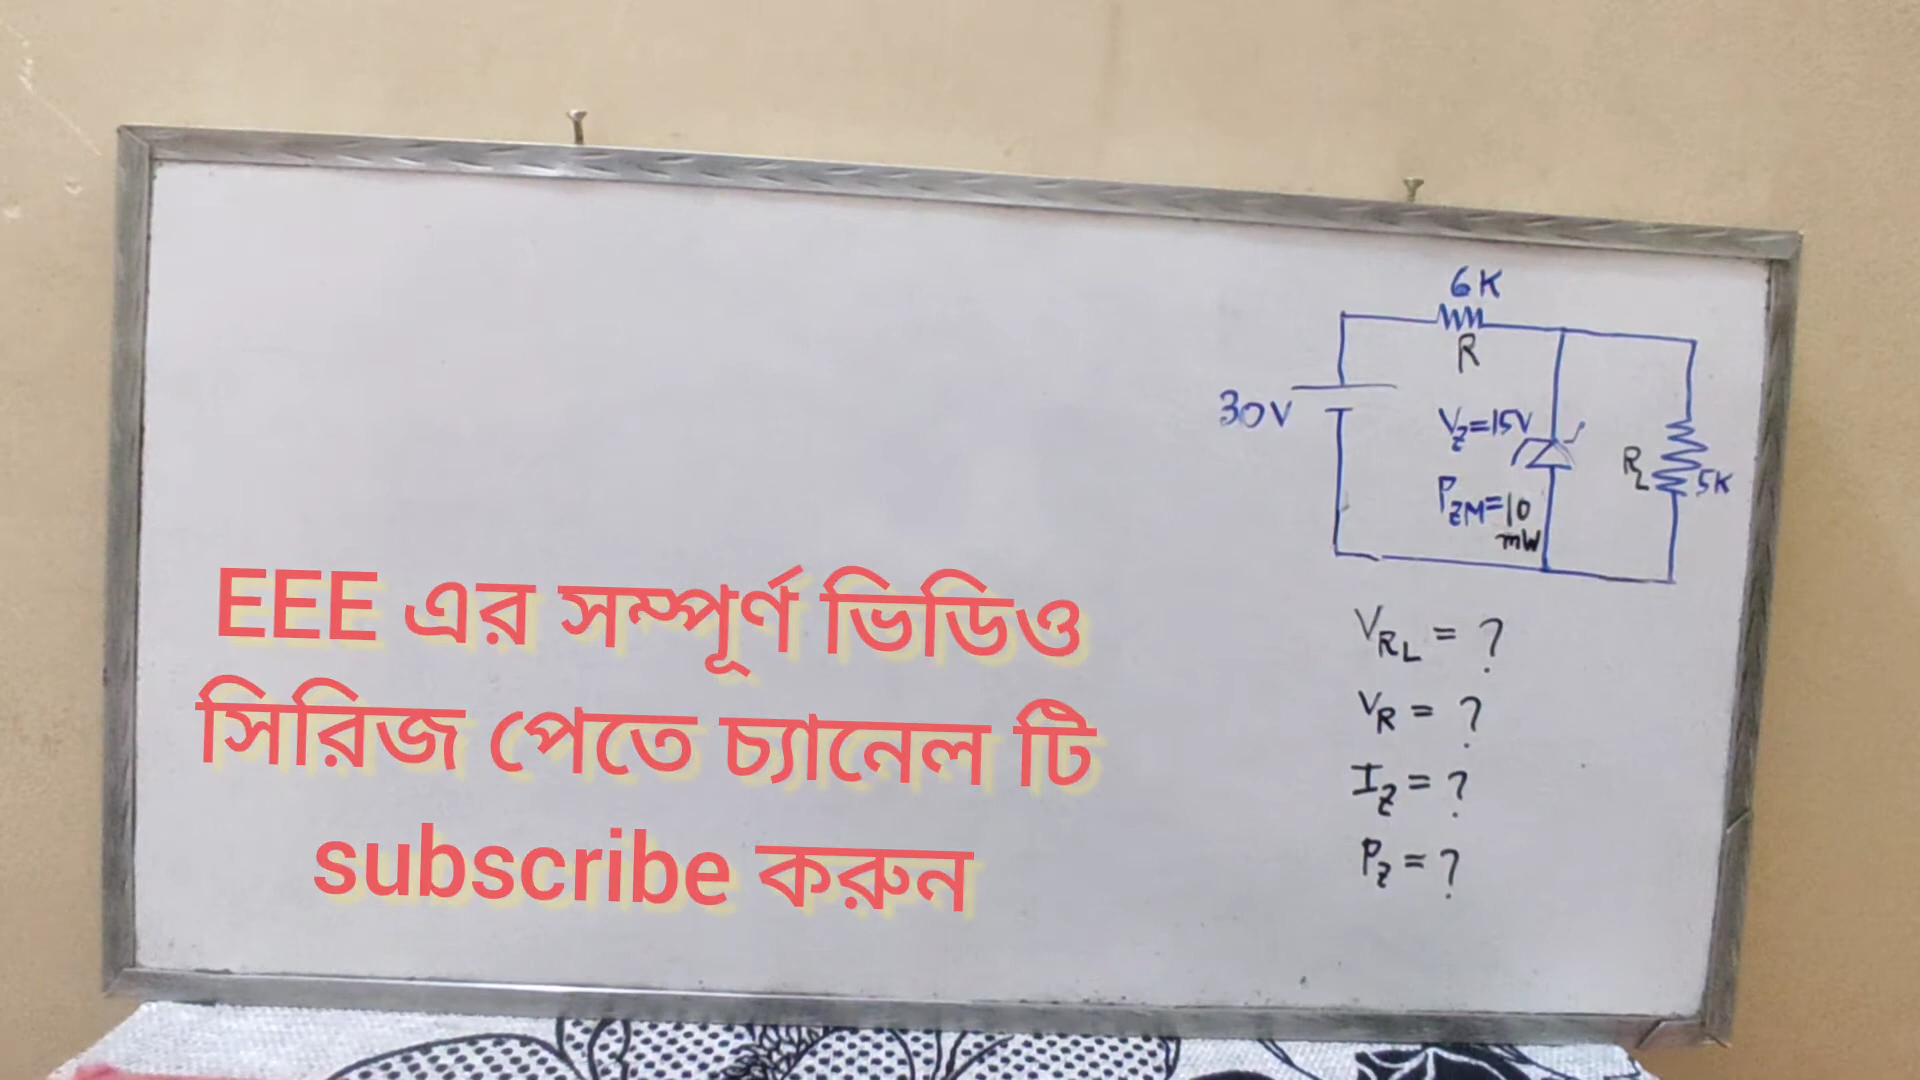 6K
R
30V
VZ=15V
PZM=10
mW
RL
5K
VRL = ?
VR = ?
IZ = ?
PZ = ?
EEE এর সম্পূর্ণ ভিডিও
সিরিজ পেতে চ্যানেল টি
subscribe করুন